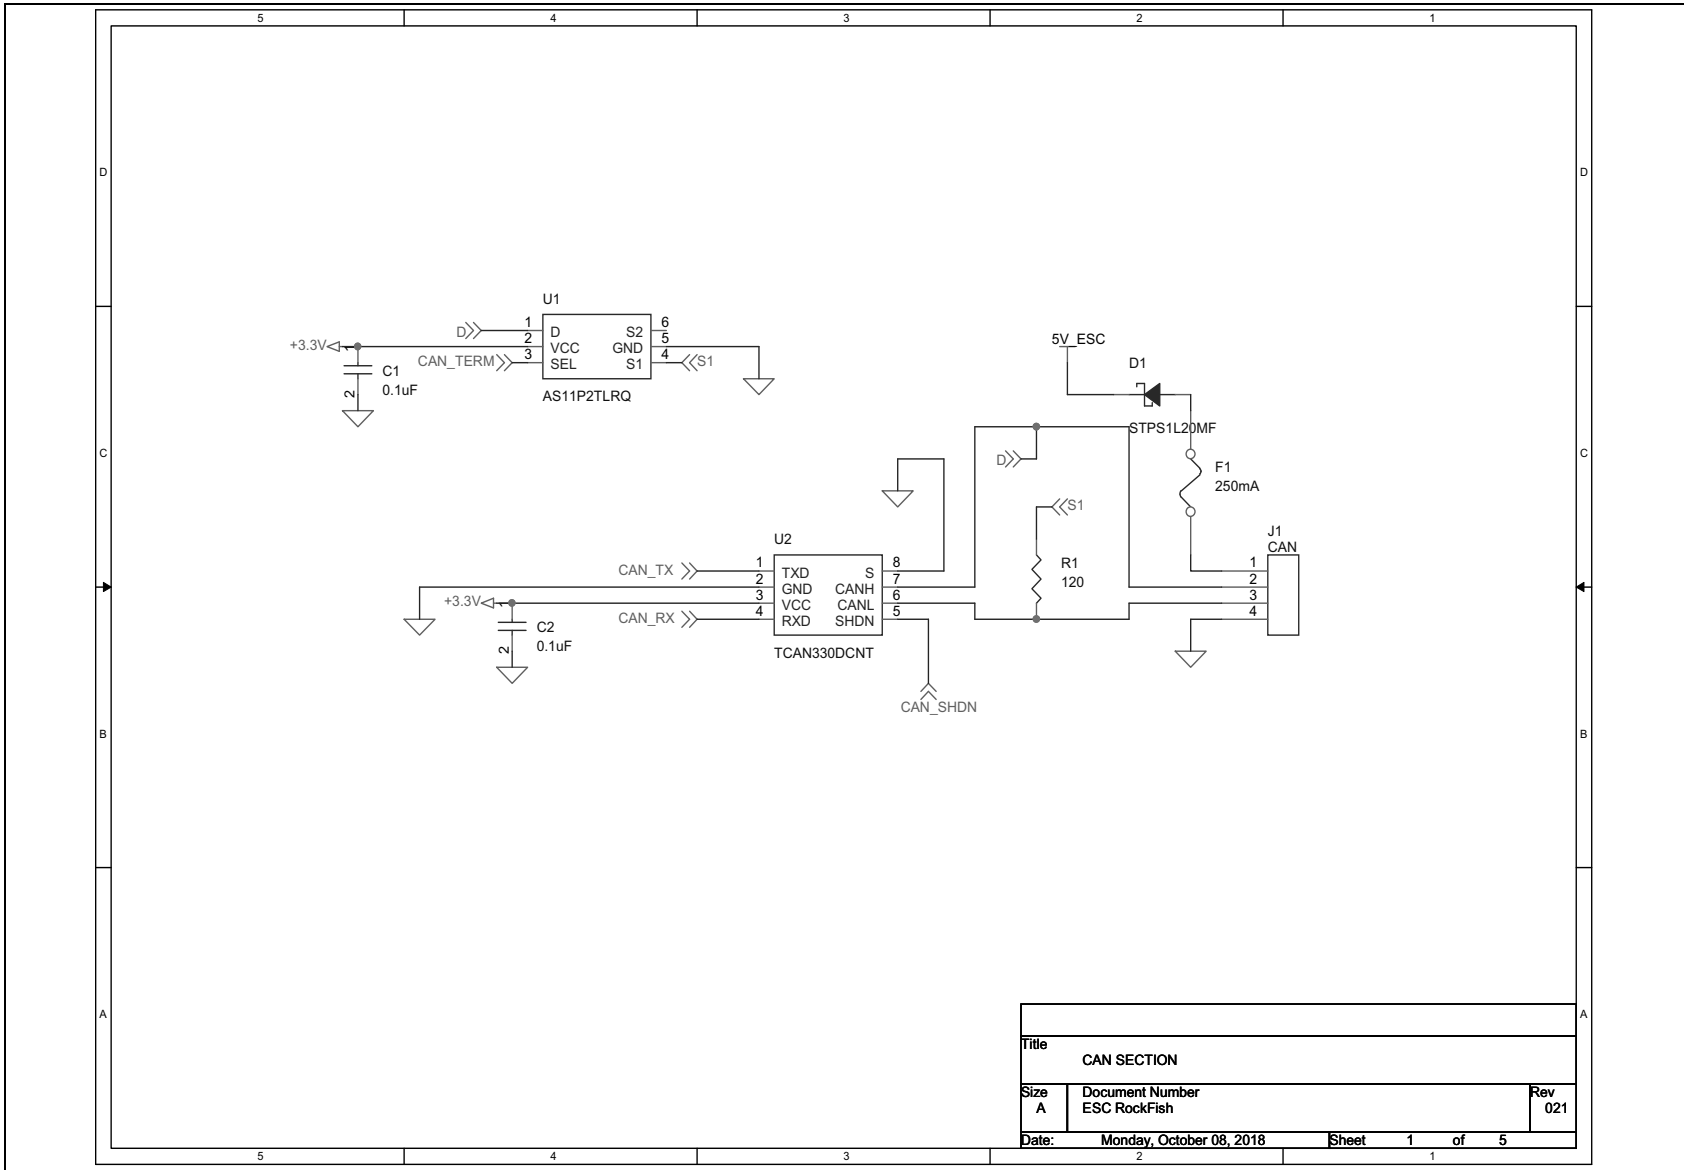 5 4 3 2 1
D D
C C
B B
A A
U1
D 1 D S2 6
+3.3V 2 VCC GND 5
CAN_TERM 3 SEL S1 4 S1
AS11P2TLRQ
1
C1
0.1uF
2
5V_ESC
D1
STPS1L20MF
D
F1
250mA
S1
R1
120
J1
CAN
1
2
3
4
U2
CAN_TX 1 TXD S 8
2 GND CANH 7
+3.3V 3 VCC CANL 6
CAN_RX 4 RXD SHDN 5
TCAN330DCNT
1
C2
0.1uF
2
CAN_SHDN
Title
CAN SECTION
Size Document Number Rev
A ESC RockFish 021
Date: Monday, October 08, 2018 Sheet 1 of 5
5 4 3 2 1